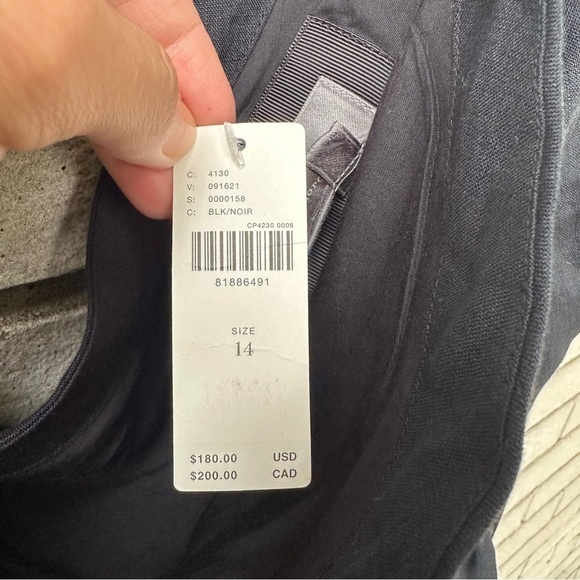 C: 4130
V: 091621
S: 0000158
C: BLK/NOIR
CP4230 0008
81886491
SIZE
14
$180.00 USD
$200.00 CAD